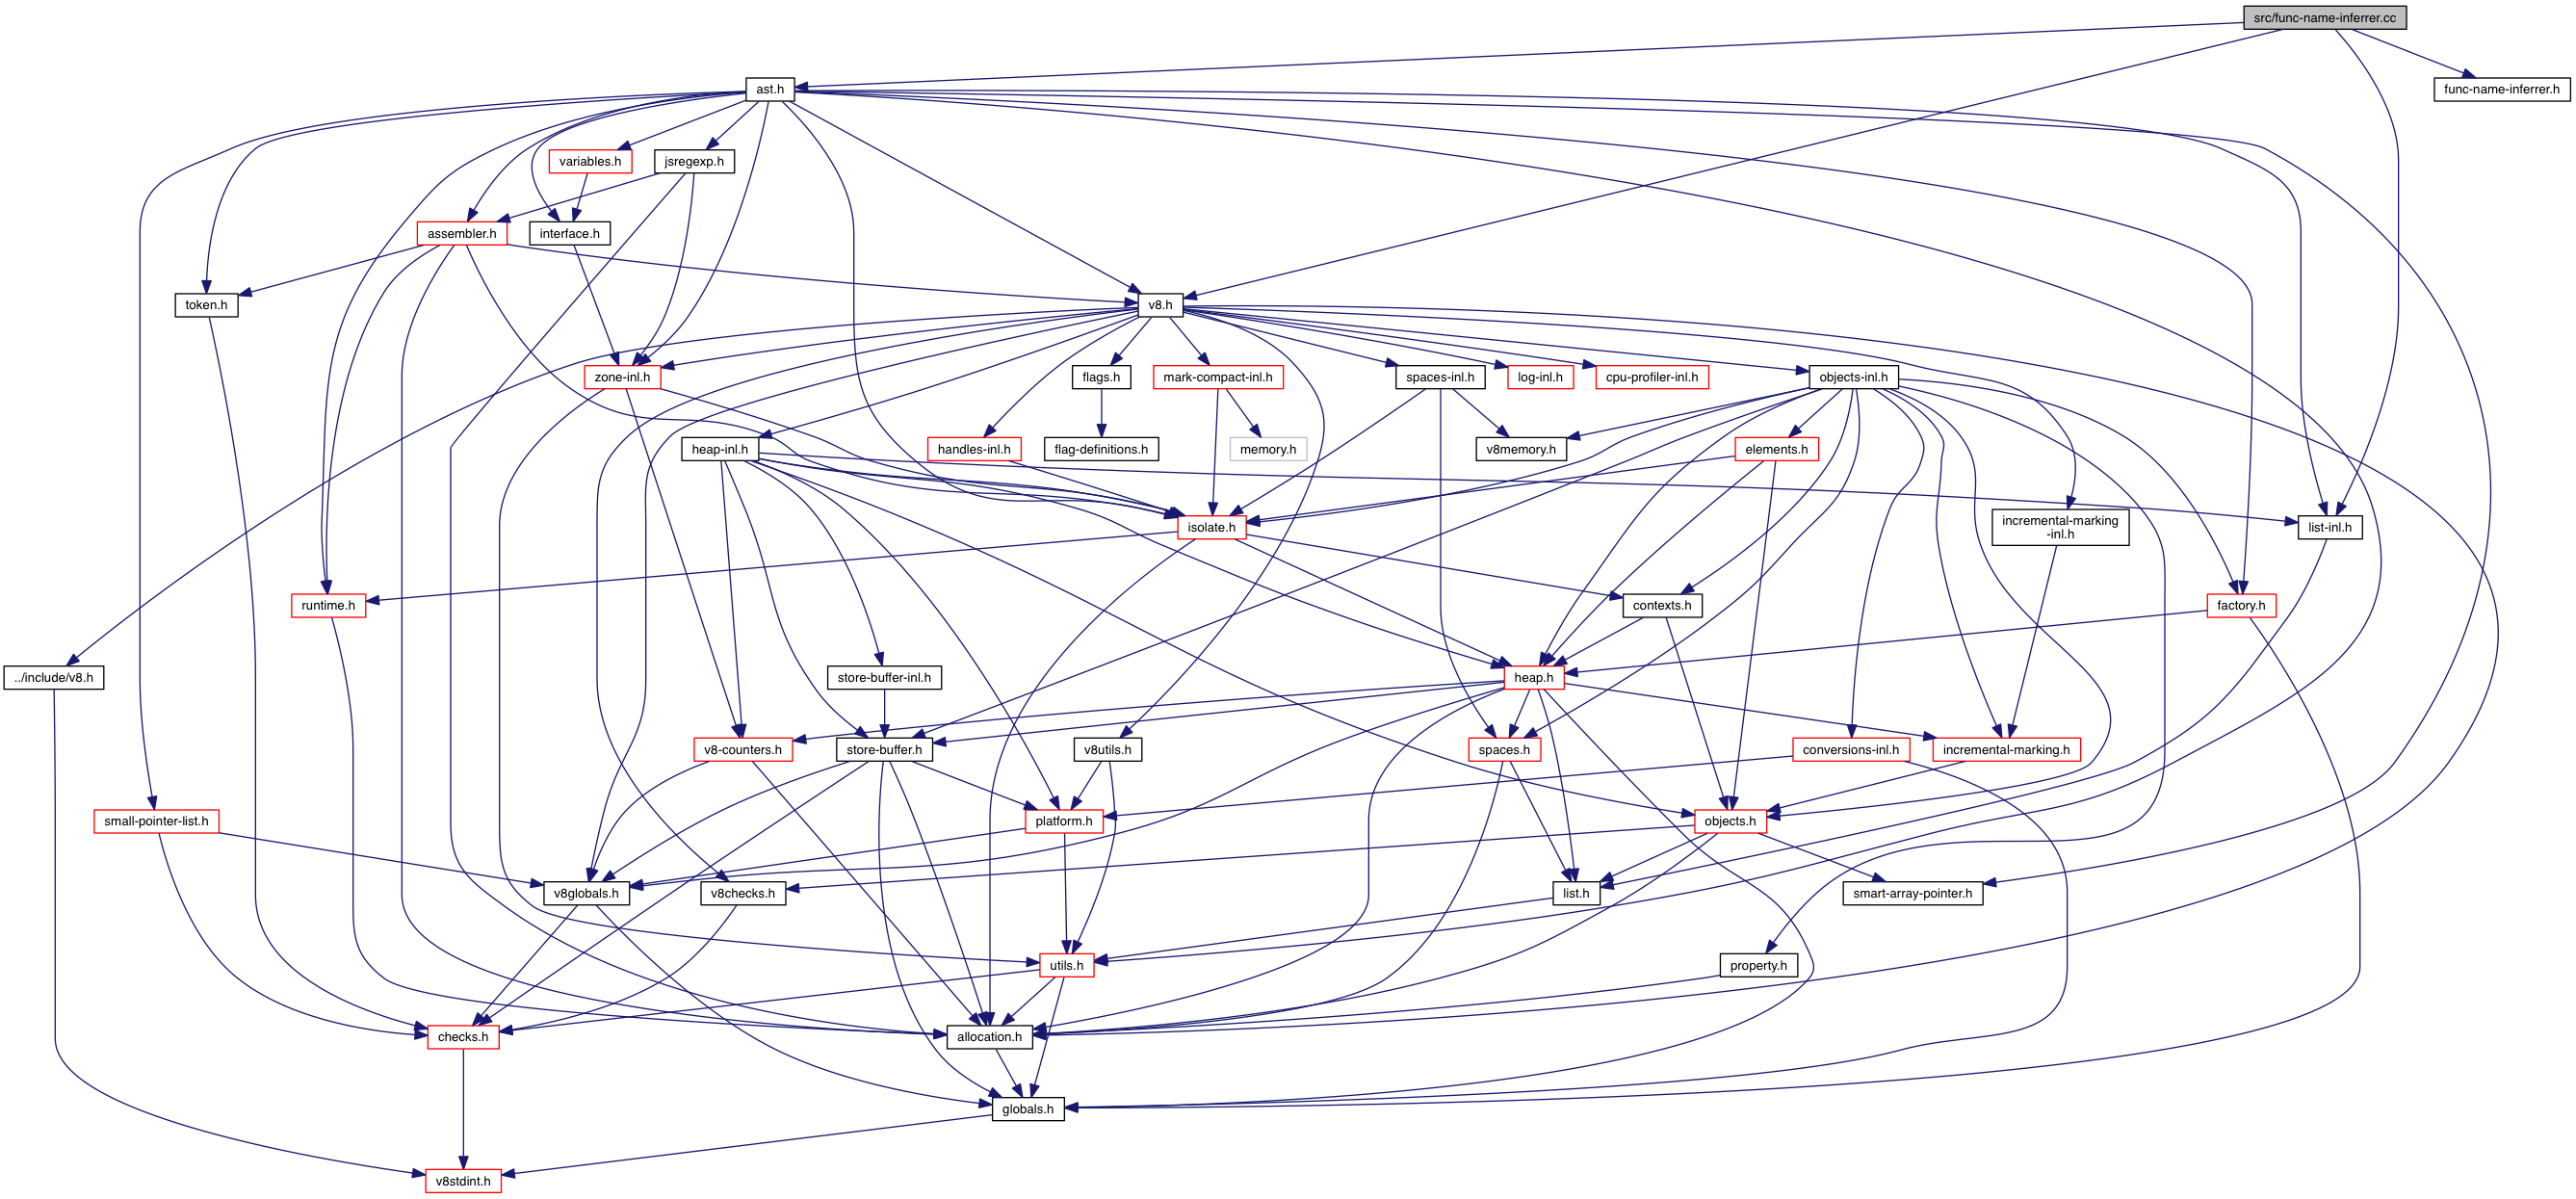 src/func-name-inferrer.cc
ast.h
func-name-inferrer.h
variables.h
jsregexp.h
assembler.h
interface.h
token.h
v8.h
zone-inl.h
flags.h
mark-compact-inl.h
spaces-inl.h
log-inl.h
cpu-profiler-inl.h
objects-inl.h
heap-inl.h
handles-inl.h
flag-definitions.h
memory.h
v8memory.h
elements.h
isolate.h
incremental-marking
-inl.h
list-inl.h
runtime.h
contexts.h
factory.h
../include/v8.h
store-buffer-inl.h
heap.h
v8-counters.h
store-buffer.h
v8utils.h
spaces.h
conversions-inl.h
incremental-marking.h
small-pointer-list.h
platform.h
objects.h
v8globals.h
v8checks.h
list.h
smart-array-pointer.h
utils.h
property.h
checks.h
allocation.h
globals.h
v8stdint.h